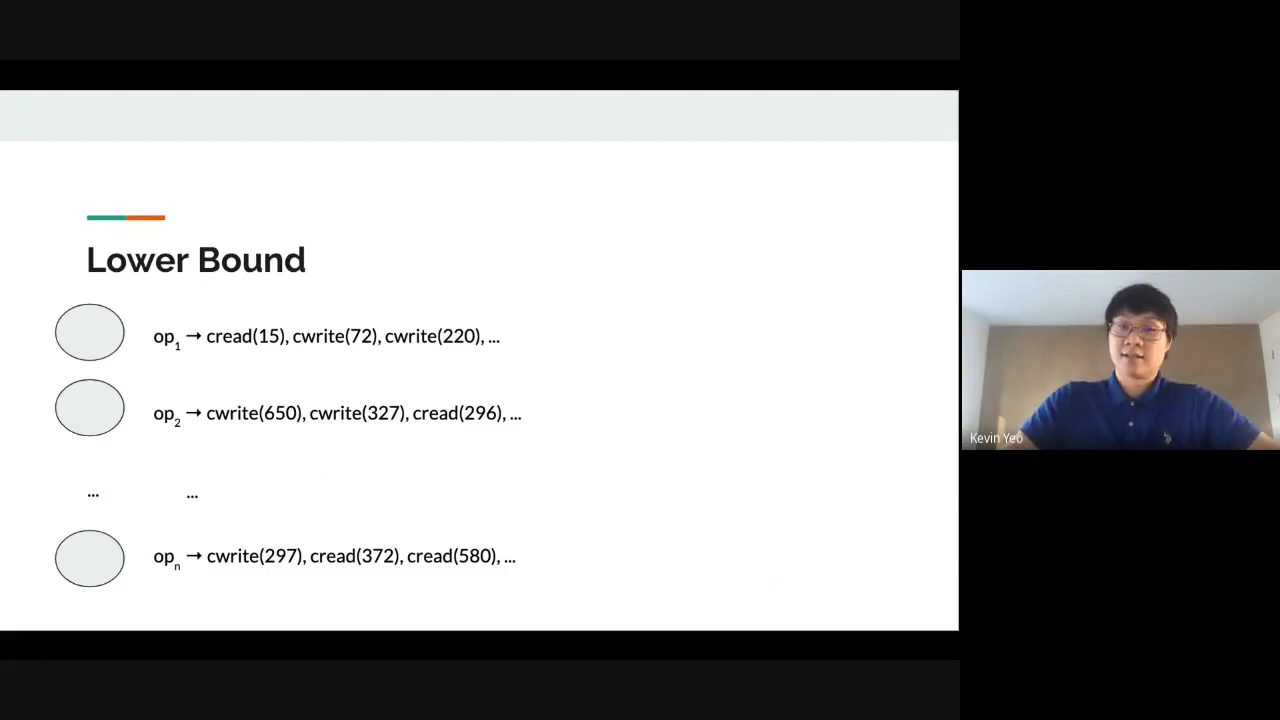 Lower Bound
op1 → cread(15), cwrite(72), cwrite(220), ...
op2 → cwrite(650), cwrite(327), cread(296), ...
... ...
opn → cwrite(297), cread(372), cread(580), ...
Kevin Yeo